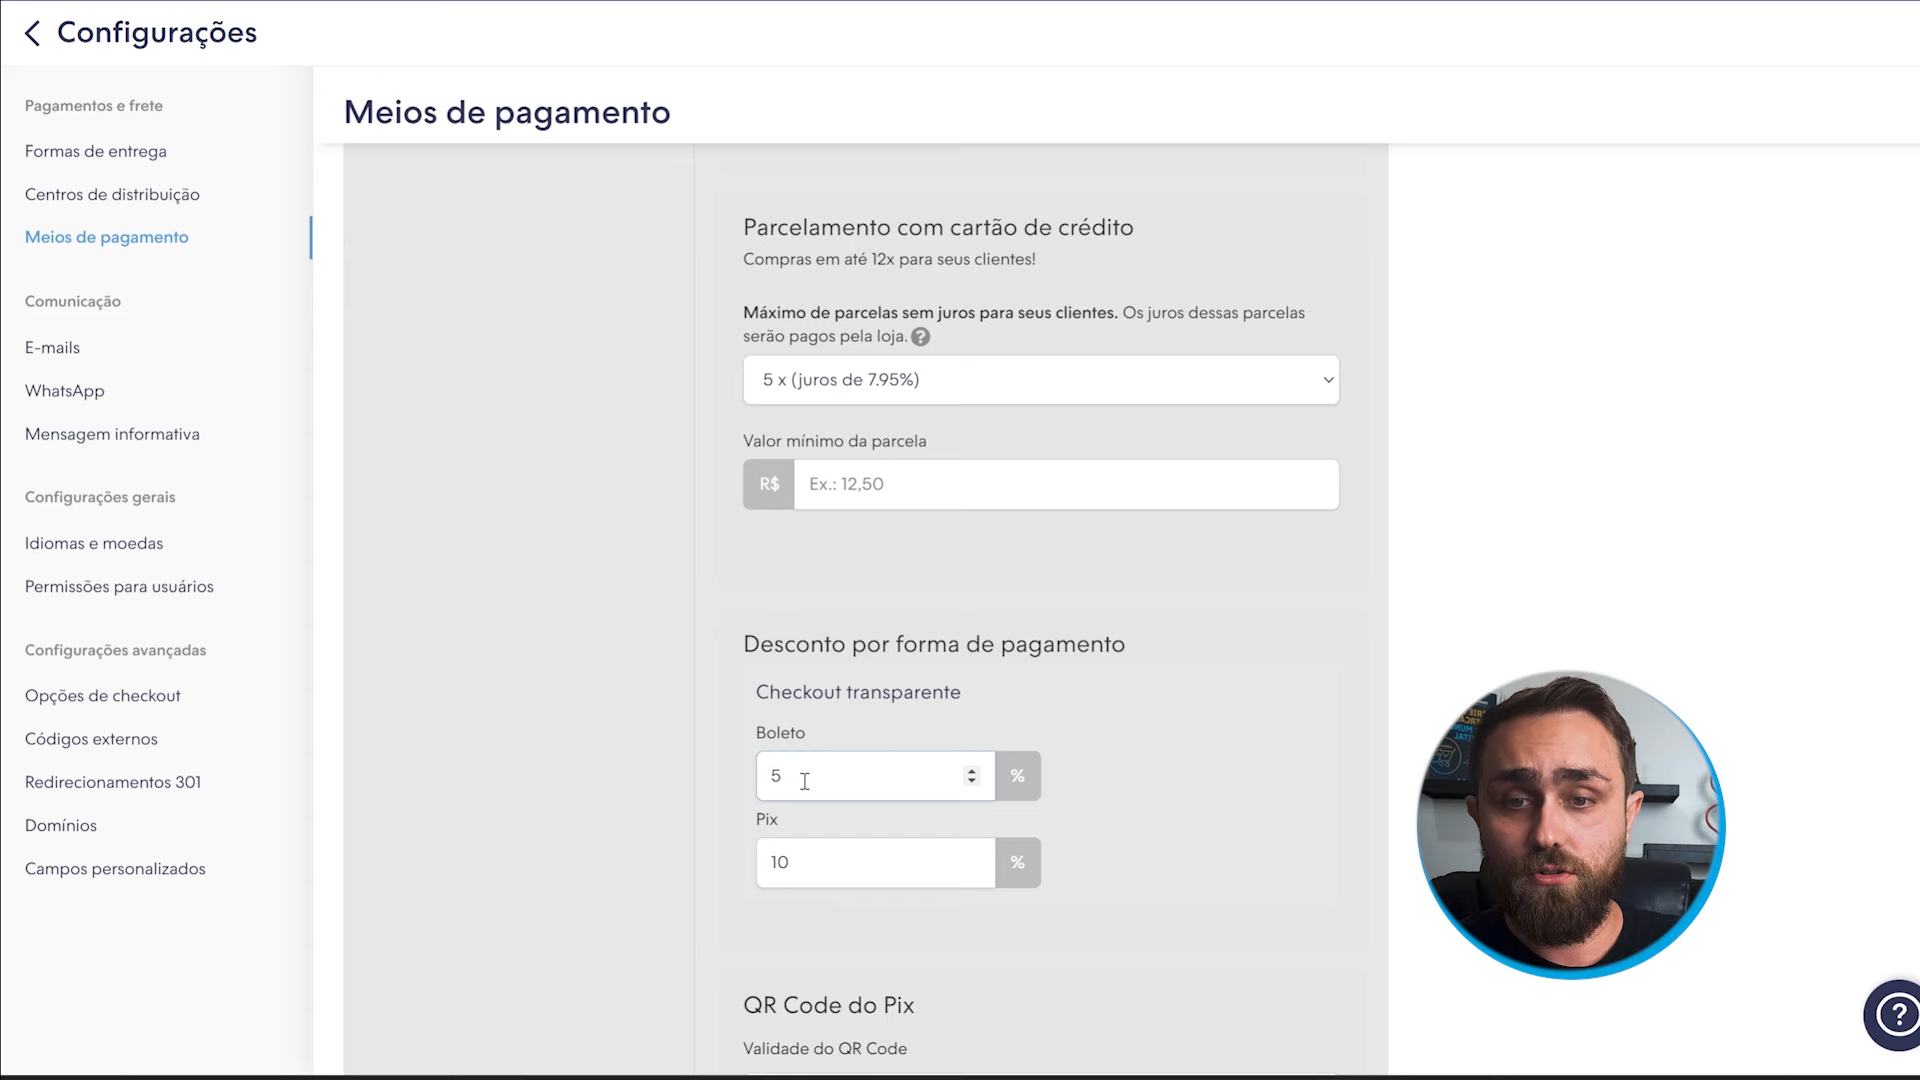 Configurações
Pagamentos e frete
Formas de entrega
Centros de distribuição
Meios de pagamento
Comunicação
E-mails
WhatsApp
Mensagem informativa
Configurações gerais
Idiomas e moedas
Permissões para usuários
Configurações avançadas
Opções de checkout
Códigos externos
Redirecionamentos 301
Domínios
Campos personalizados
Meios de pagamento
Parcelamento com cartão de crédito
Compras em até 12x para seus clientes!
Máximo de parcelas sem juros para seus clientes. Os juros dessas parcelas
serão pagos pela loja. ?
5 x (juros de 7.95%)
Valor mínimo da parcela
R$ Ex.: 12,50
Desconto por forma de pagamento
Checkout transparente
Boleto
5 %
Pix
10 %
QR Code do Pix
Validade do QR Code
?